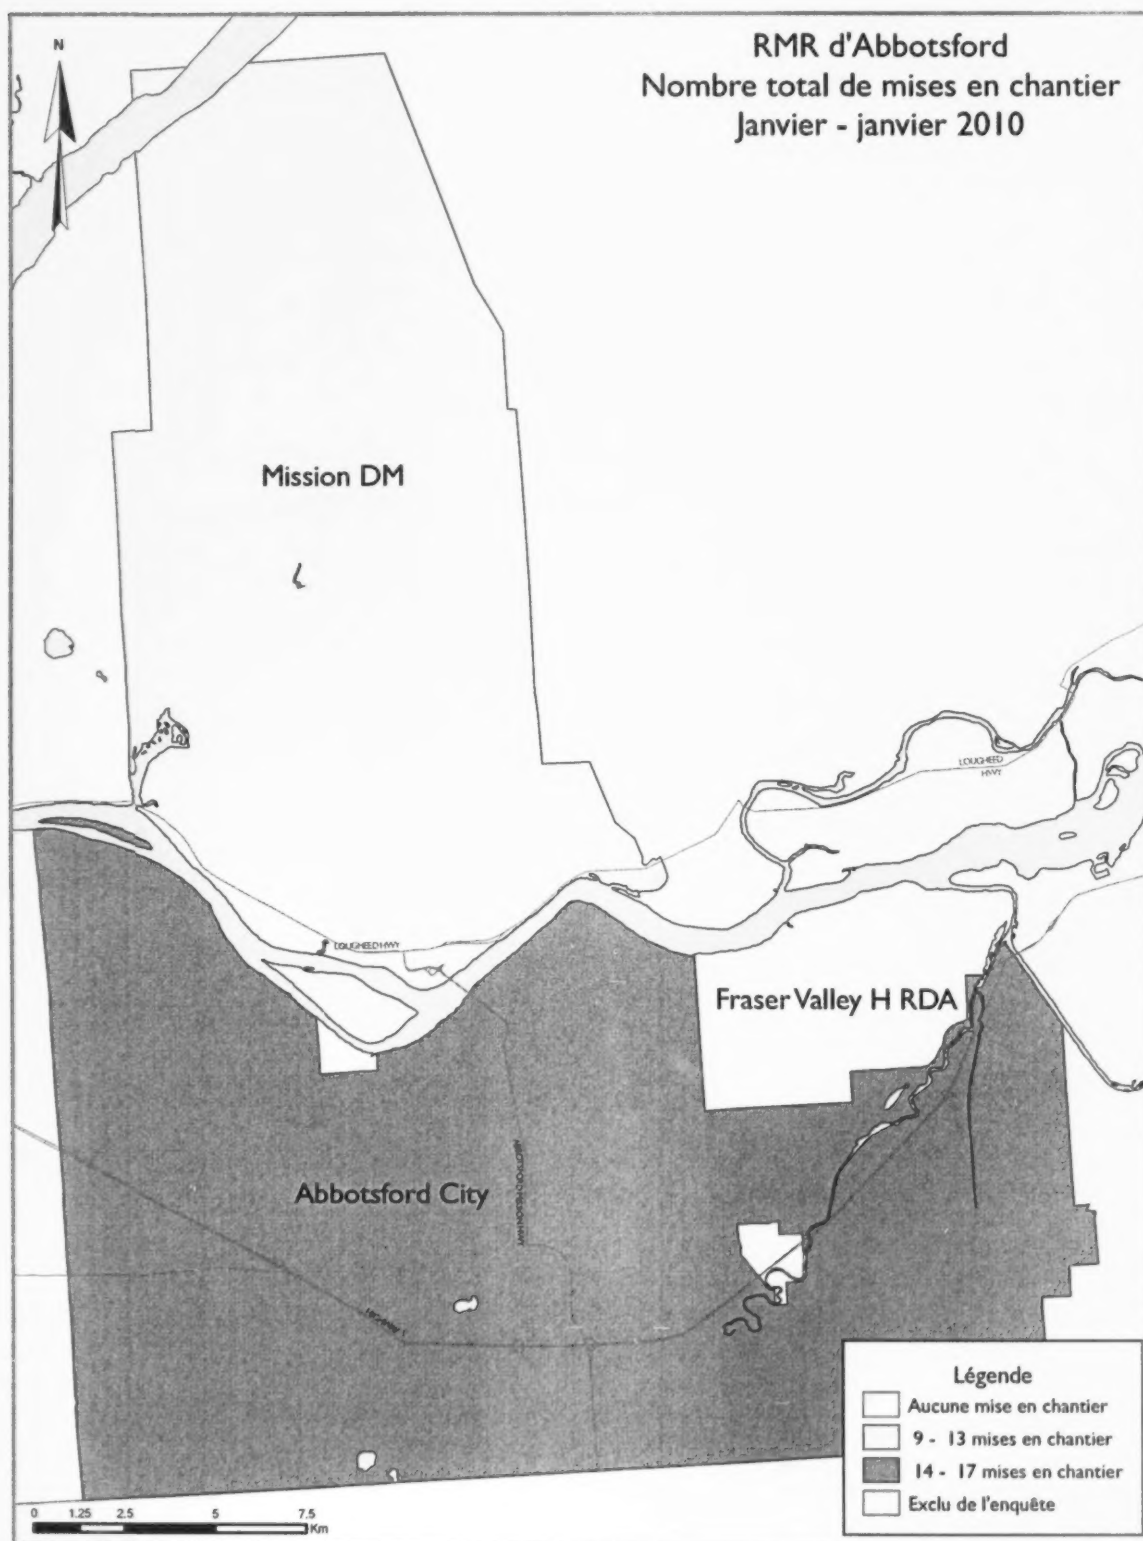 N
RMR d'Abbotsford
Nombre total de mises en chantier
Janvier - janvier 2010
Mission DM
LOUGHEED
HWY
LOUGHEED HWY
Fraser Valley H RDA
Abbotsford City
HIGHWAY 1
Légende
Aucune mise en chantier
9 - 13 mises en chantier
14 - 17 mises en chantier
Exclu de l'enquête
0 1.25 2.5 5 7.5
Km